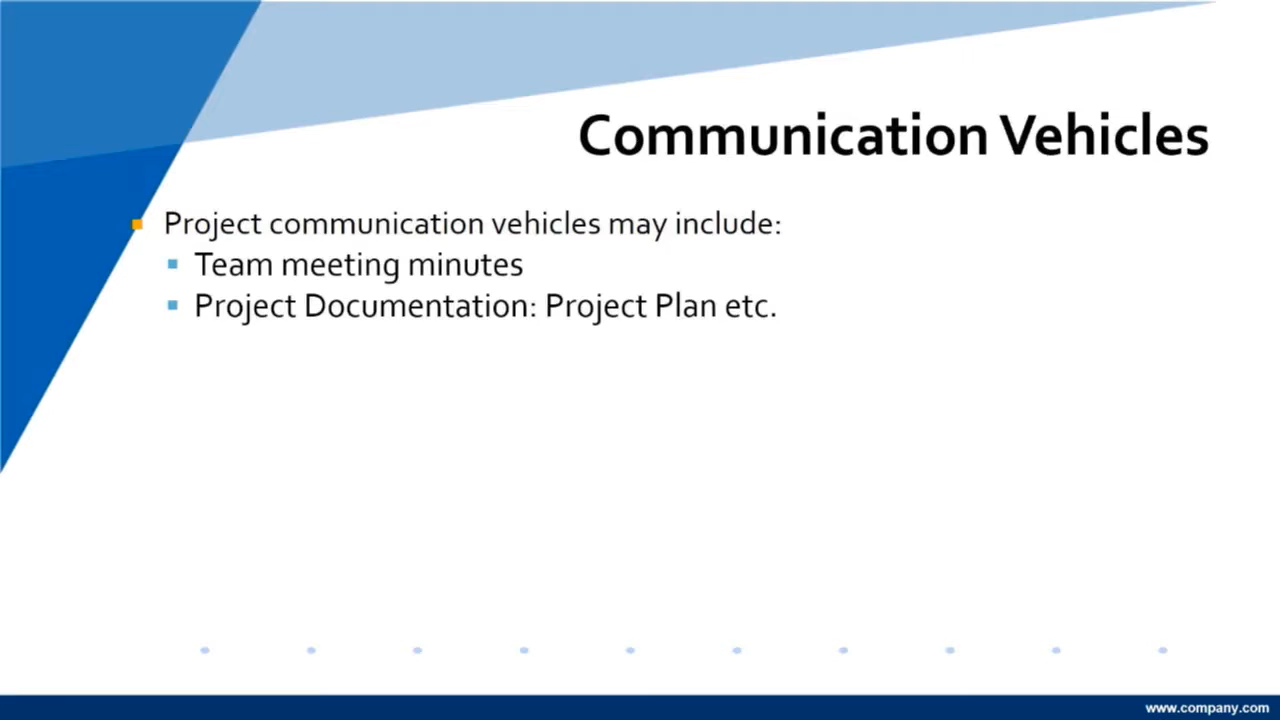 Communication Vehicles
Project communication vehicles may include:
Team meeting minutes
Project Documentation: Project Plan etc.
www.company.com